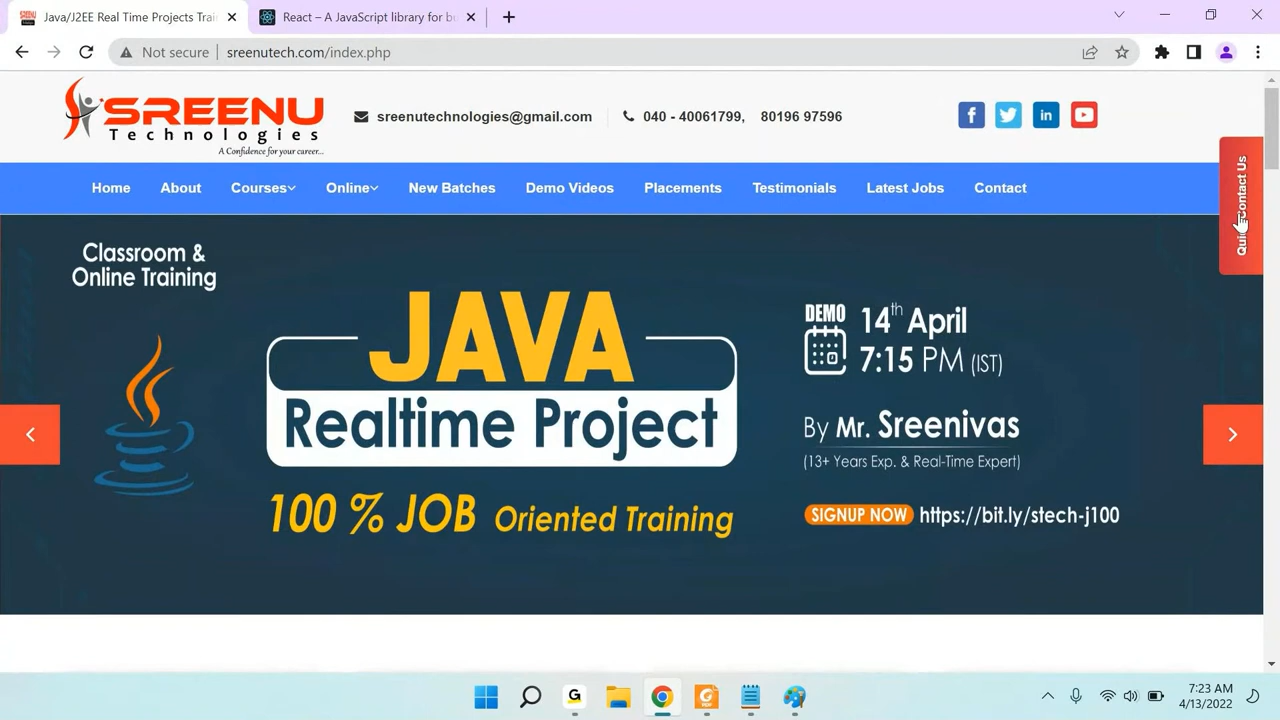 Java/J2EE Real Time Projects Trai
React – A JavaScript library for b
Not secure
sreenutech.com/index.php
SREENU
Technologies
A Confidence for your career...
sreenutechnologies@gmail.com
040 - 40061799, 80196 97596
Home About Courses Online New Batches Demo Videos Placements Testimonials Latest Jobs Contact
Contact Us
Classroom &
Online Training
JAVA
Realtime Project
100 % JOB Oriented Training
DEMO
14th April
7:15 PM (IST)
By Mr. Sreenivas
(13+ Years Exp. & Real-Time Expert)
SIGNUP NOW https://bit.ly/stech-j100
7:23 AM
4/13/2022